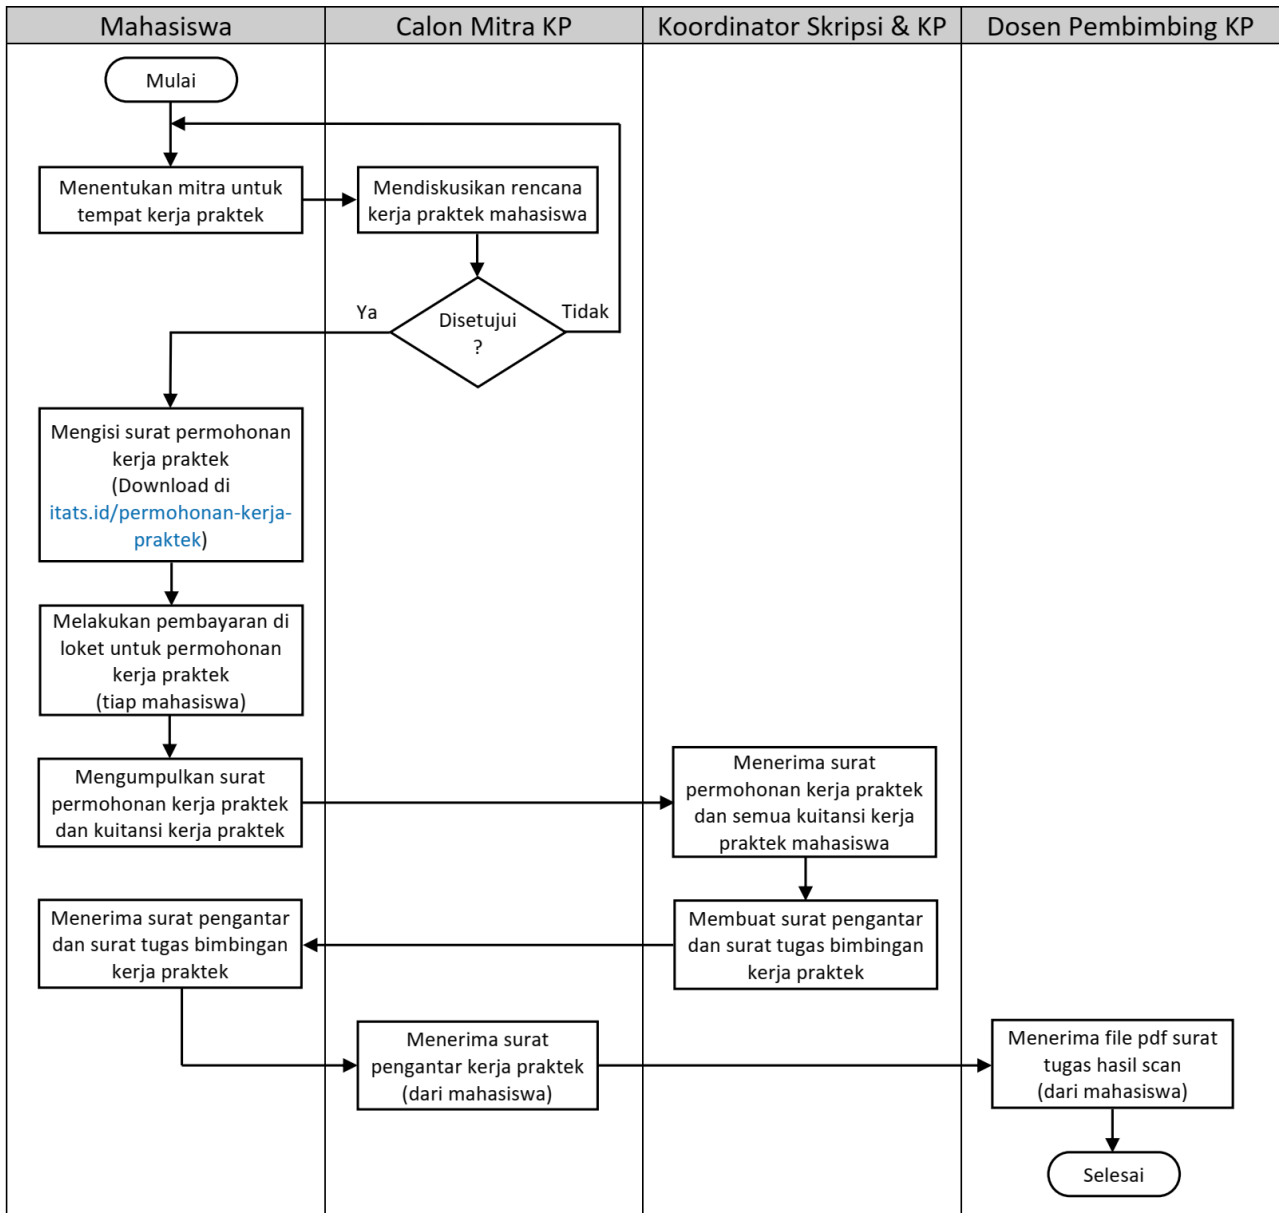 Mahasiswa
Calon Mitra KP
Koordinator Skripsi & KP
Dosen Pembimbing KP
Mulai
Menentukan mitra untuk
tempat kerja praktek
Mendiskusikan rencana
kerja praktek mahasiswa
Disetujui
?
Ya
Tidak
Mengisi surat permohonan
kerja praktek
(Download di
itats.id/permohonan-kerja-
praktek)
Melakukan pembayaran di
loket untuk permohonan
kerja praktek
(tiap mahasiswa)
Mengumpulkan surat
permohonan kerja praktek
dan kuitansi kerja praktek
Menerima surat
permohonan kerja praktek
dan semua kuitansi kerja
praktek mahasiswa
Membuat surat pengantar
dan surat tugas bimbingan
kerja praktek
Menerima surat pengantar
dan surat tugas bimbingan
kerja praktek
Menerima surat
pengantar kerja praktek
(dari mahasiswa)
Menerima file pdf surat
tugas hasil scan
(dari mahasiswa)
Selesai